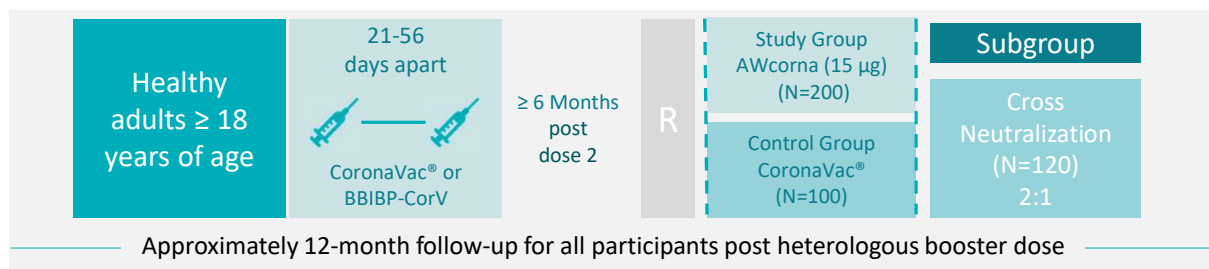 Healthy
adults ≥ 18
years of age
21-56
days apart
CoronaVac® or
BBIBP-CorV
≥ 6 Months
post
dose 2
R
Study Group
AWcorna (15 µg)
(N=200)
Control Group
CoronaVac®
(N=100)
Subgroup
Cross
Neutralization
(N=120)
2:1
Approximately 12-month follow-up for all participants post heterologous booster dose